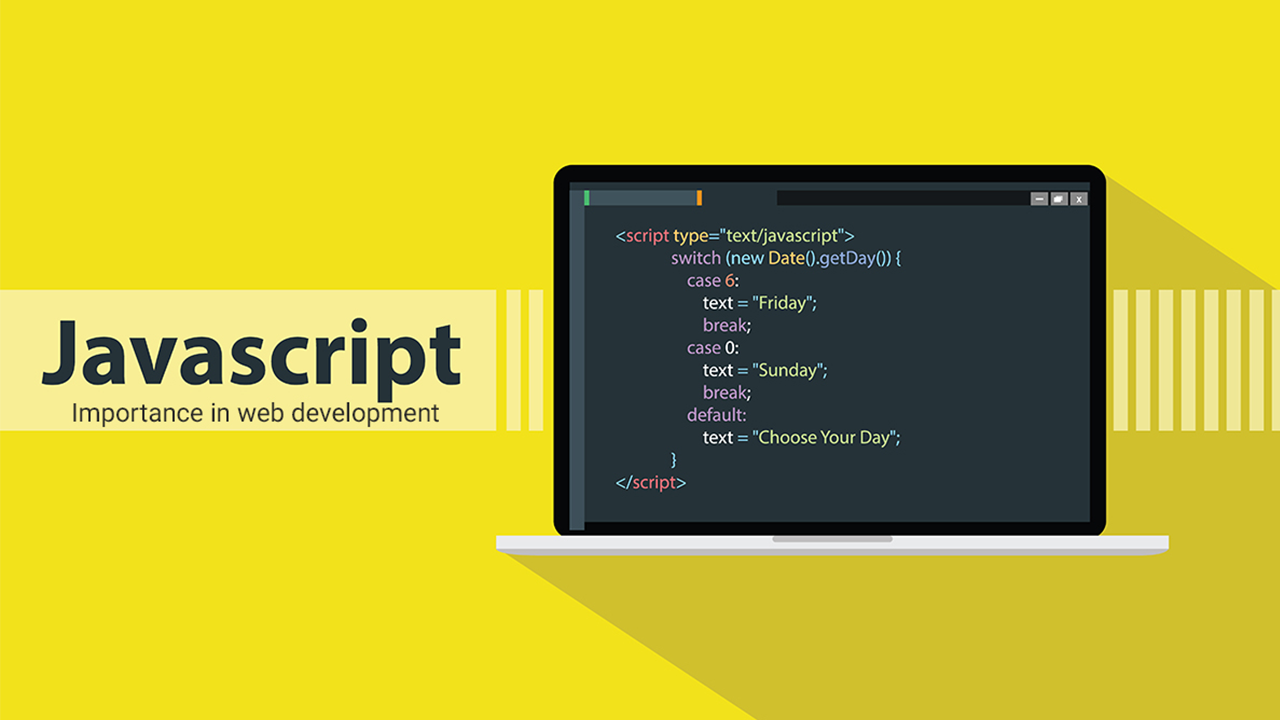 Javascript
Importance in web development
<script type="text/javascript">
switch (new Date().getDay()) {
case 6:
text = "Friday";
break;
case 0:
text = "Sunday";
break;
default:
text = "Choose Your Day";
}
</script>
x